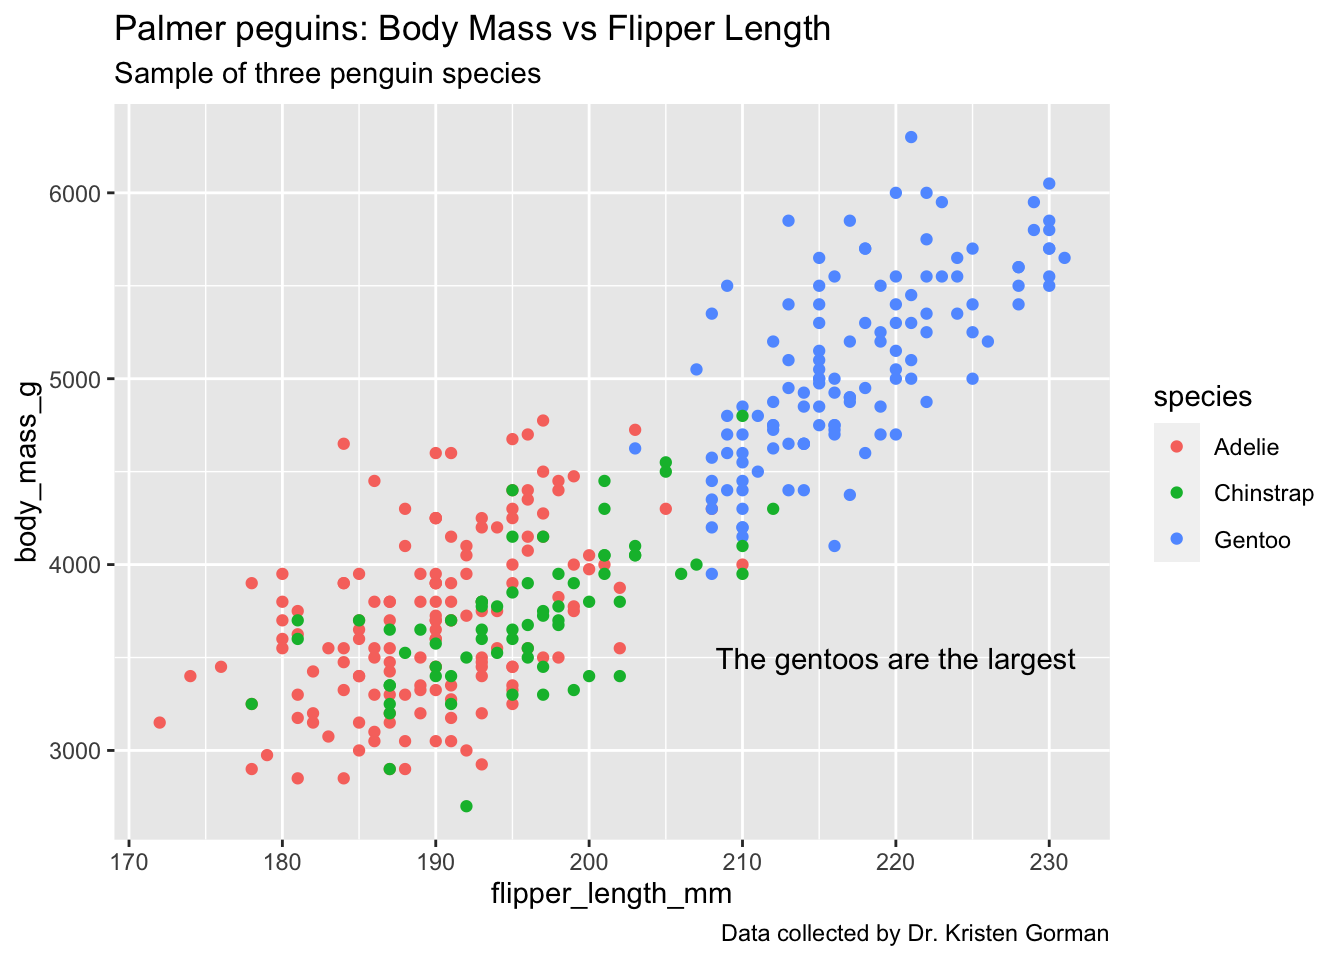 Palmer peguins: Body Mass vs Flipper Length
Sample of three penguin species
body_mass_g
6000
5000
4000
3000
The gentoos are the largest
species
Adelie
Chinstrap
Gentoo
170 180 190 200 210 220 230
flipper_length_mm
Data collected by Dr. Kristen Gorman